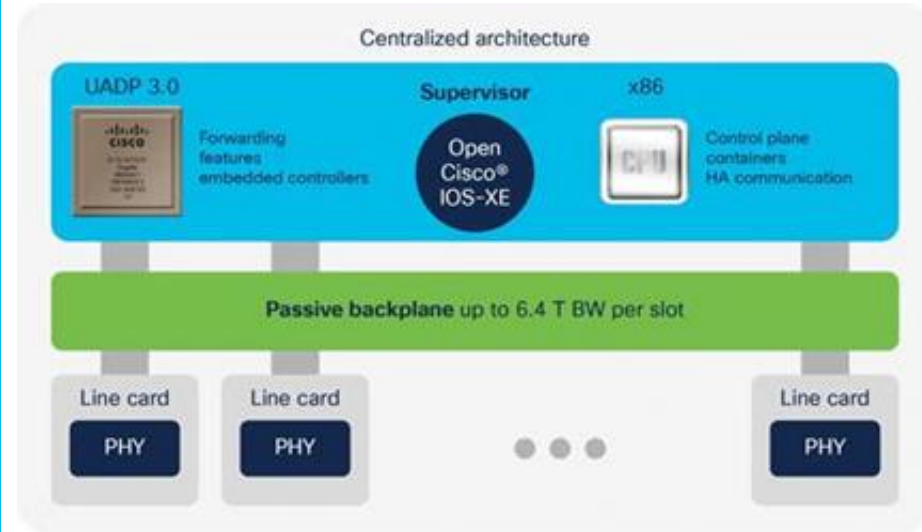 Centralized architecture
UADP 3.0
CISCO
Forwarding
features
embedded controllers
Supervisor
Open
Cisco®
IOS-XE
x86
CPU
Control plane
containers
HA communication
Passive backplane up to 6.4 T BW per slot
Line card
PHY
Line card
PHY
Line card
PHY